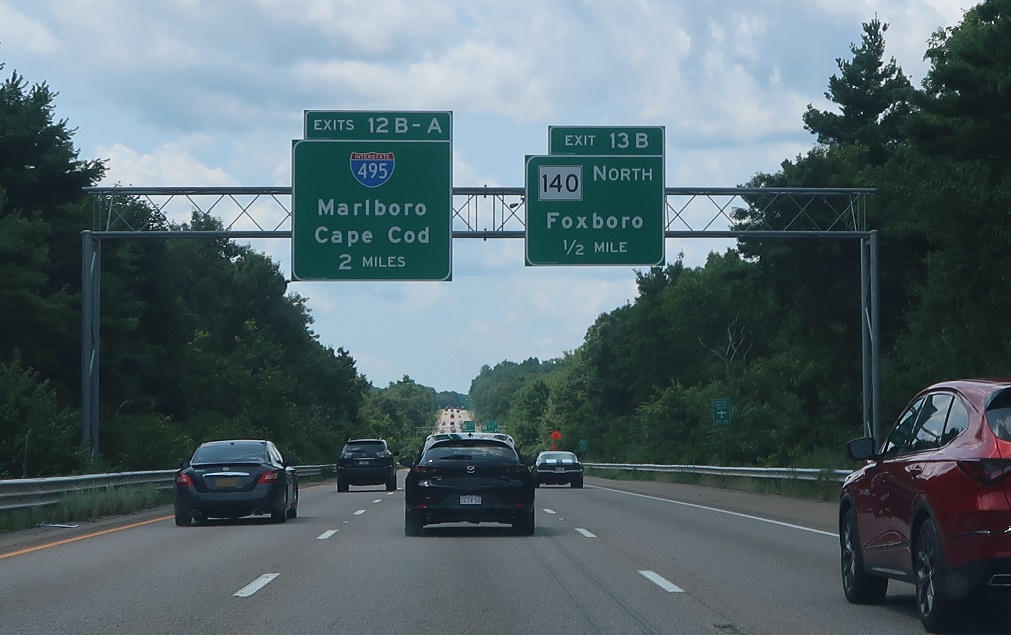 EXITS 12 B-A
INTERSTATE
495
Marlboro
Cape Cod
2 MILES
EXIT 13 B
140 NORTH
Foxboro
1/2 MILE